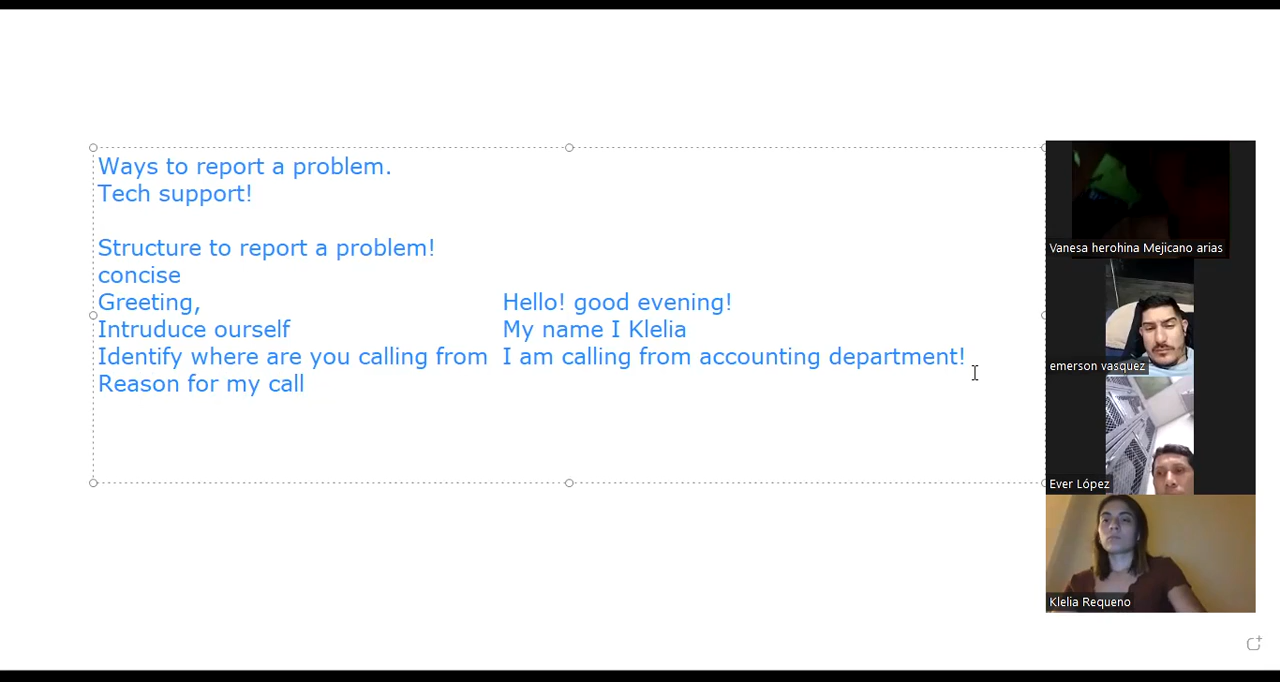 Ways to report a problem.
Tech support!
Structure to report a problem!
concise
Greeting, Hello! good evening!
Intruduce ourself My name I Klelia
Identify where are you calling from I am calling from accounting department!
Reason for my call
Vanesa herohina Mejicano arias
emerson vasquez
Ever López
Klelia Requeno